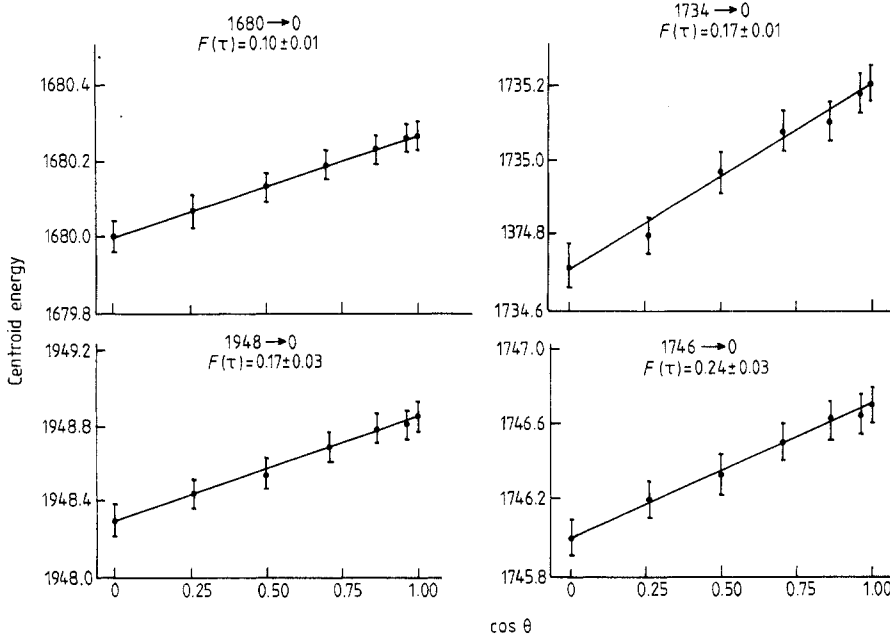 1680→0
F(τ)=0.10±0.01
1680.4
1680.2
1680.0
1679.8
1734→0
F(τ)=0.17±0.01
1735.2
1735.0
1374.8
1734.6
Centroid energy
1948→0
F(τ)=0.17±0.03
1949.2
1948.8
1948.4
1948.0
0 0.25 0.50 0.75 1.00
1746→0
F(τ)=0.24±0.03
1747.0
1746.6
1746.2
1745.8
0 0.25 0.50 0.75 1.00
cos θ